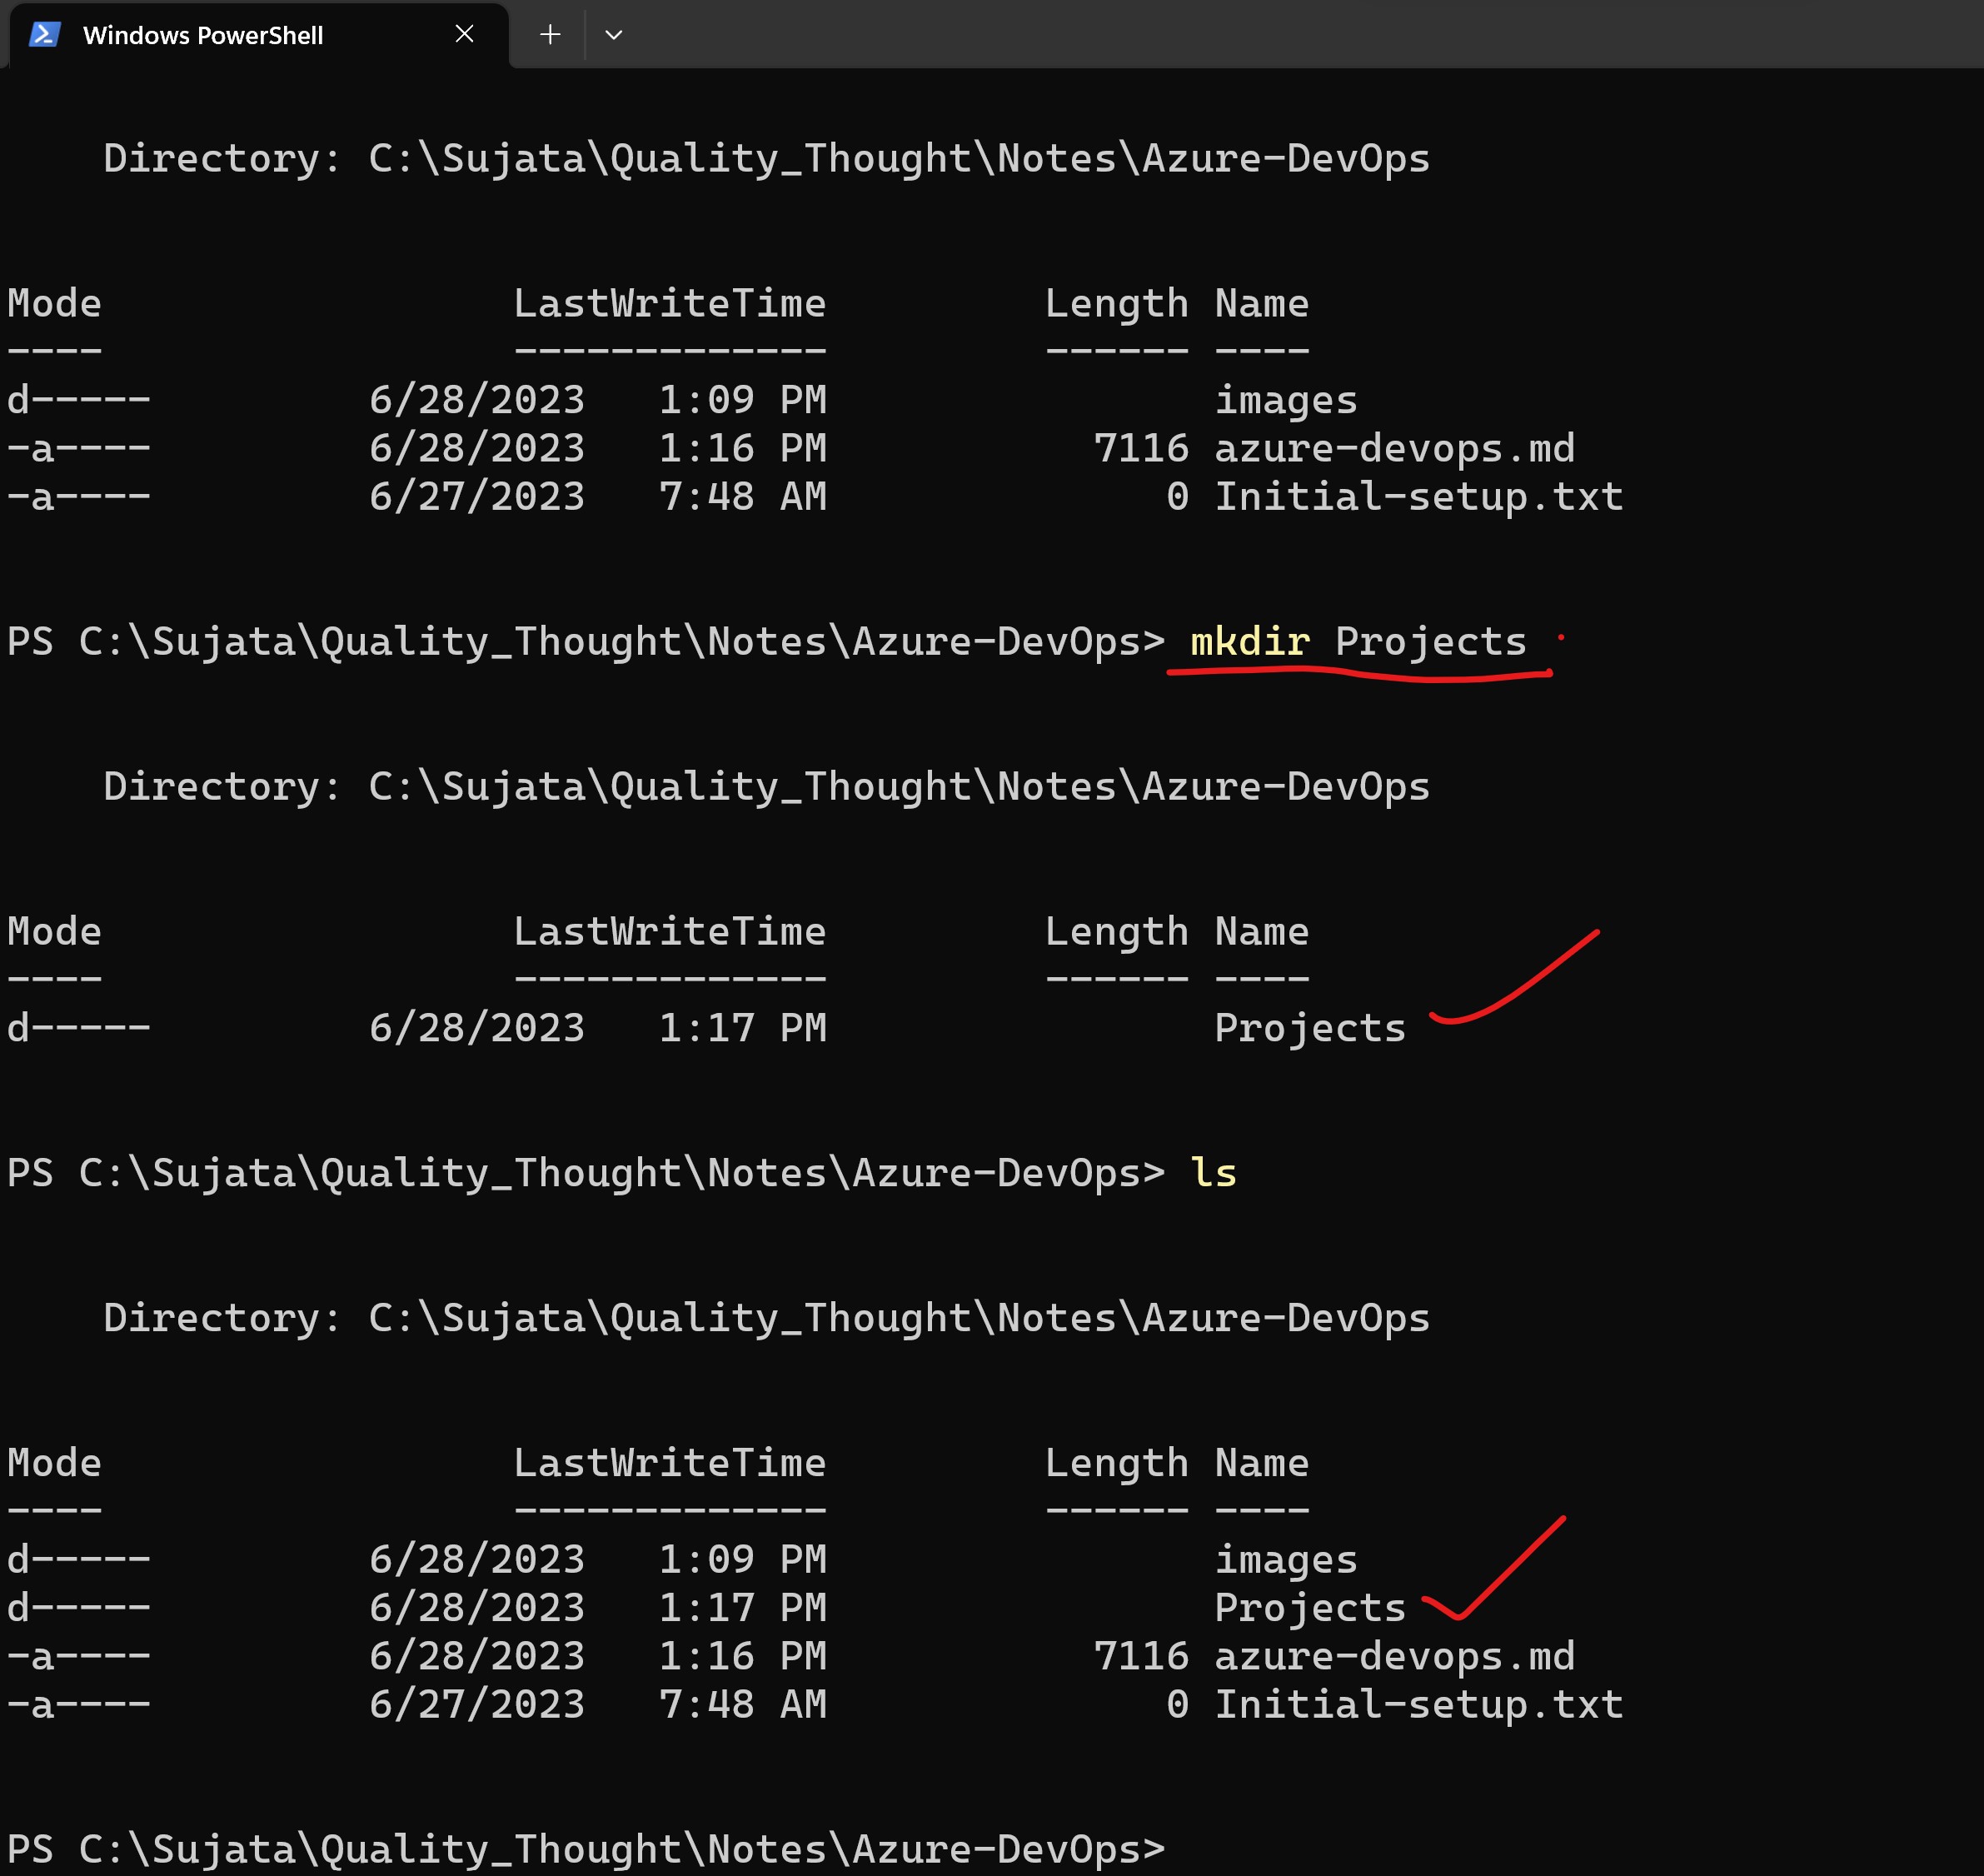 Windows PowerShell
Directory: C:\Sujata\Quality_Thought\Notes\Azure-DevOps
Mode                 LastWriteTime         Length Name
----                 -------------         ------ ----
d-----         6/28/2023   1:09 PM                images
-a----         6/28/2023   1:16 PM           7116 azure-devops.md
-a----         6/27/2023   7:48 AM              0 Initial-setup.txt
PS C:\Sujata\Quality_Thought\Notes\Azure-DevOps> mkdir Projects
Directory: C:\Sujata\Quality_Thought\Notes\Azure-DevOps
Mode                 LastWriteTime         Length Name
----                 -------------         ------ ----
d-----         6/28/2023   1:17 PM                Projects
PS C:\Sujata\Quality_Thought\Notes\Azure-DevOps> ls
Directory: C:\Sujata\Quality_Thought\Notes\Azure-DevOps
Mode                 LastWriteTime         Length Name
----                 -------------         ------ ----
d-----         6/28/2023   1:09 PM                images
d-----         6/28/2023   1:17 PM                Projects
-a----         6/28/2023   1:16 PM           7116 azure-devops.md
-a----         6/27/2023   7:48 AM              0 Initial-setup.txt
PS C:\Sujata\Quality_Thought\Notes\Azure-DevOps>